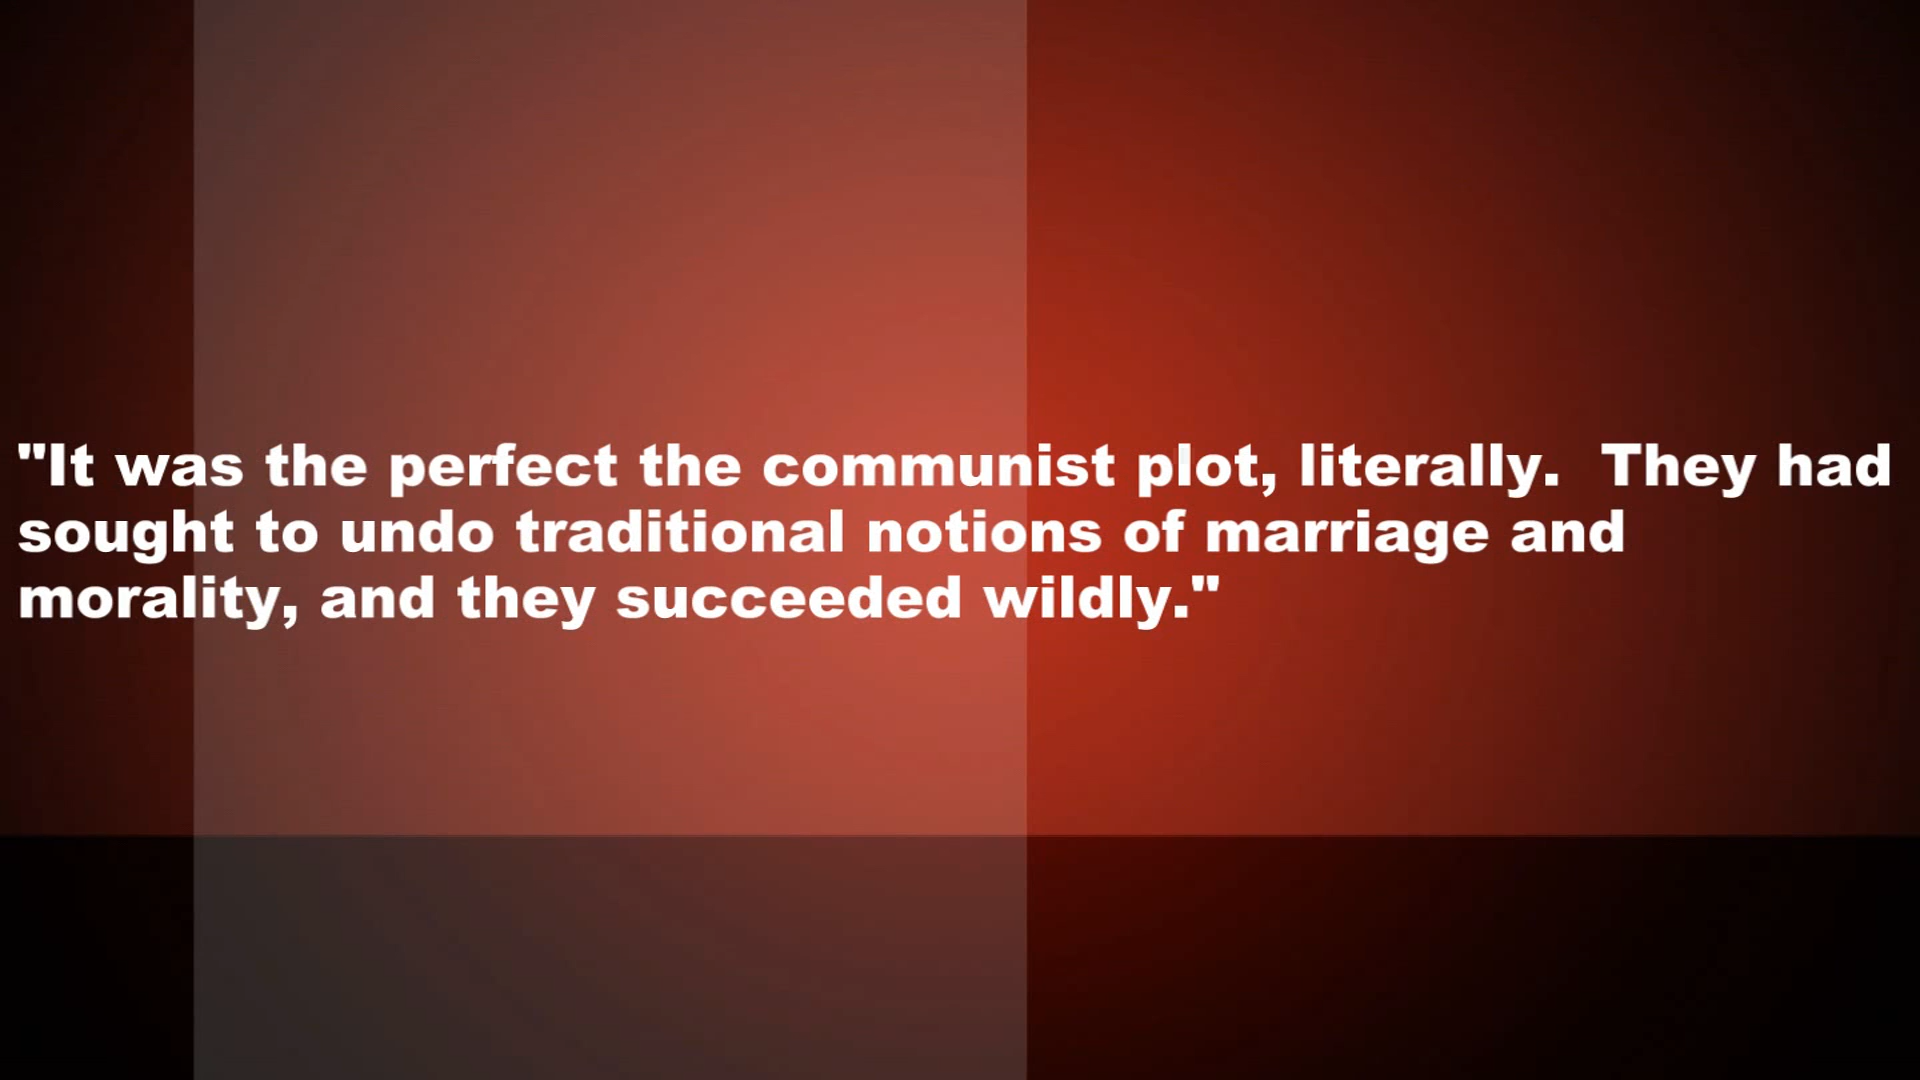 "It was the perfect the communist plot, literally.  They had
sought to undo traditional notions of marriage and
morality, and they succeeded wildly."